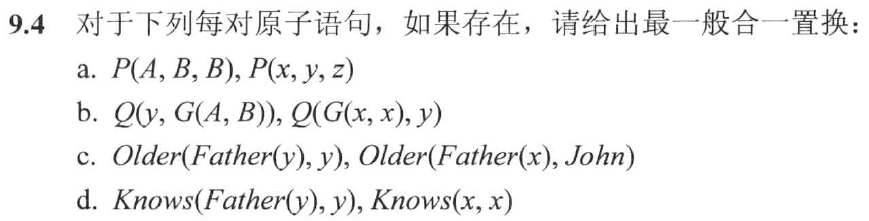 9.4 对于下列每对原子语句，如果存在，请给出最一般合一置换：
a. P(A, B, B), P(x, y, z)
b. Q(y, G(A, B)), Q(G(x, x), y)
c. Older(Father(y), y), Older(Father(x), John)
d. Knows(Father(y), y), Knows(x, x)